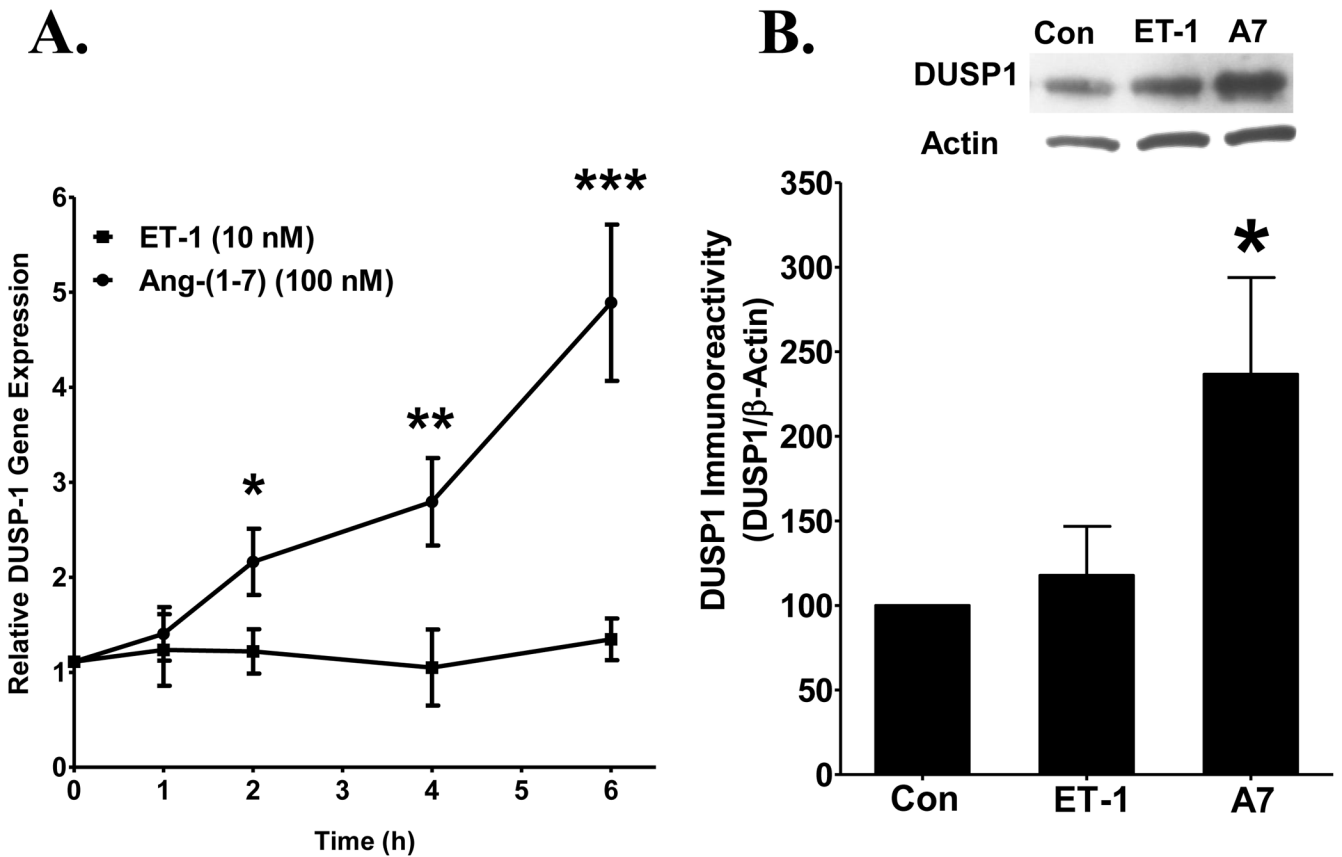 A.
***
6
ET-1 (10 nM)
Ang-(1-7) (100 nM)
5
4
**
*
3
2
1
0
Relative DUSP-1 Gene Expression
0 1 2 3 4 5 6
Time (h)
B.
Con ET-1 A7
DUSP1
Actin
350
*
300
250
200
150
100
50
0
DUSP1 Immunoreactivity
(DUSP1/β-Actin)
Con ET-1 A7